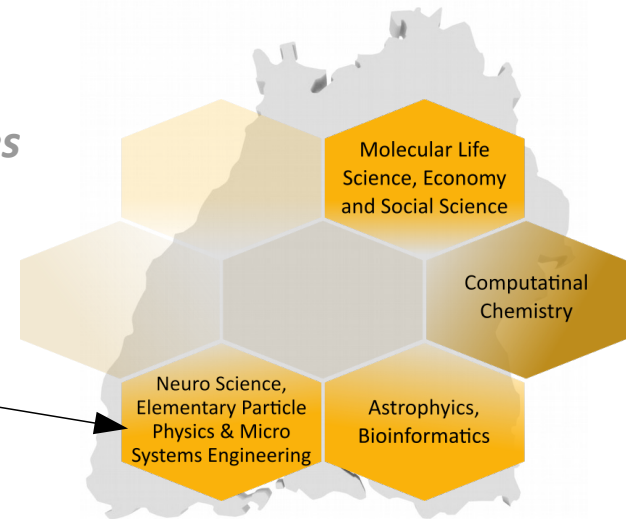 Molecular Life
Science, Economy
and Social Science
Computatinal
Chemistry
Neuro Science,
Elementary Particle
Physics & Micro
Systems Engineering
Astrophyics,
Bioinformatics